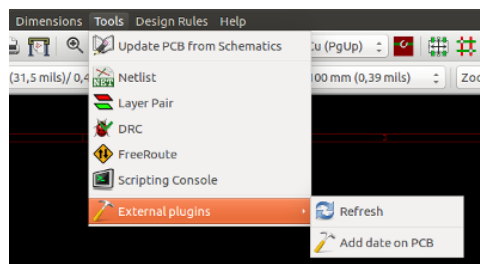 Dimensions Tools Design Rules Help
Update PCB from Schematics
u (PgUp)
(31,5 mils)/ 0,4
Netlist
NET
100 mm (0,39 mils)
Zoo
Layer Pair
DRC
FreeRoute
Scripting Console
External plugins
Refresh
Add date on PCB